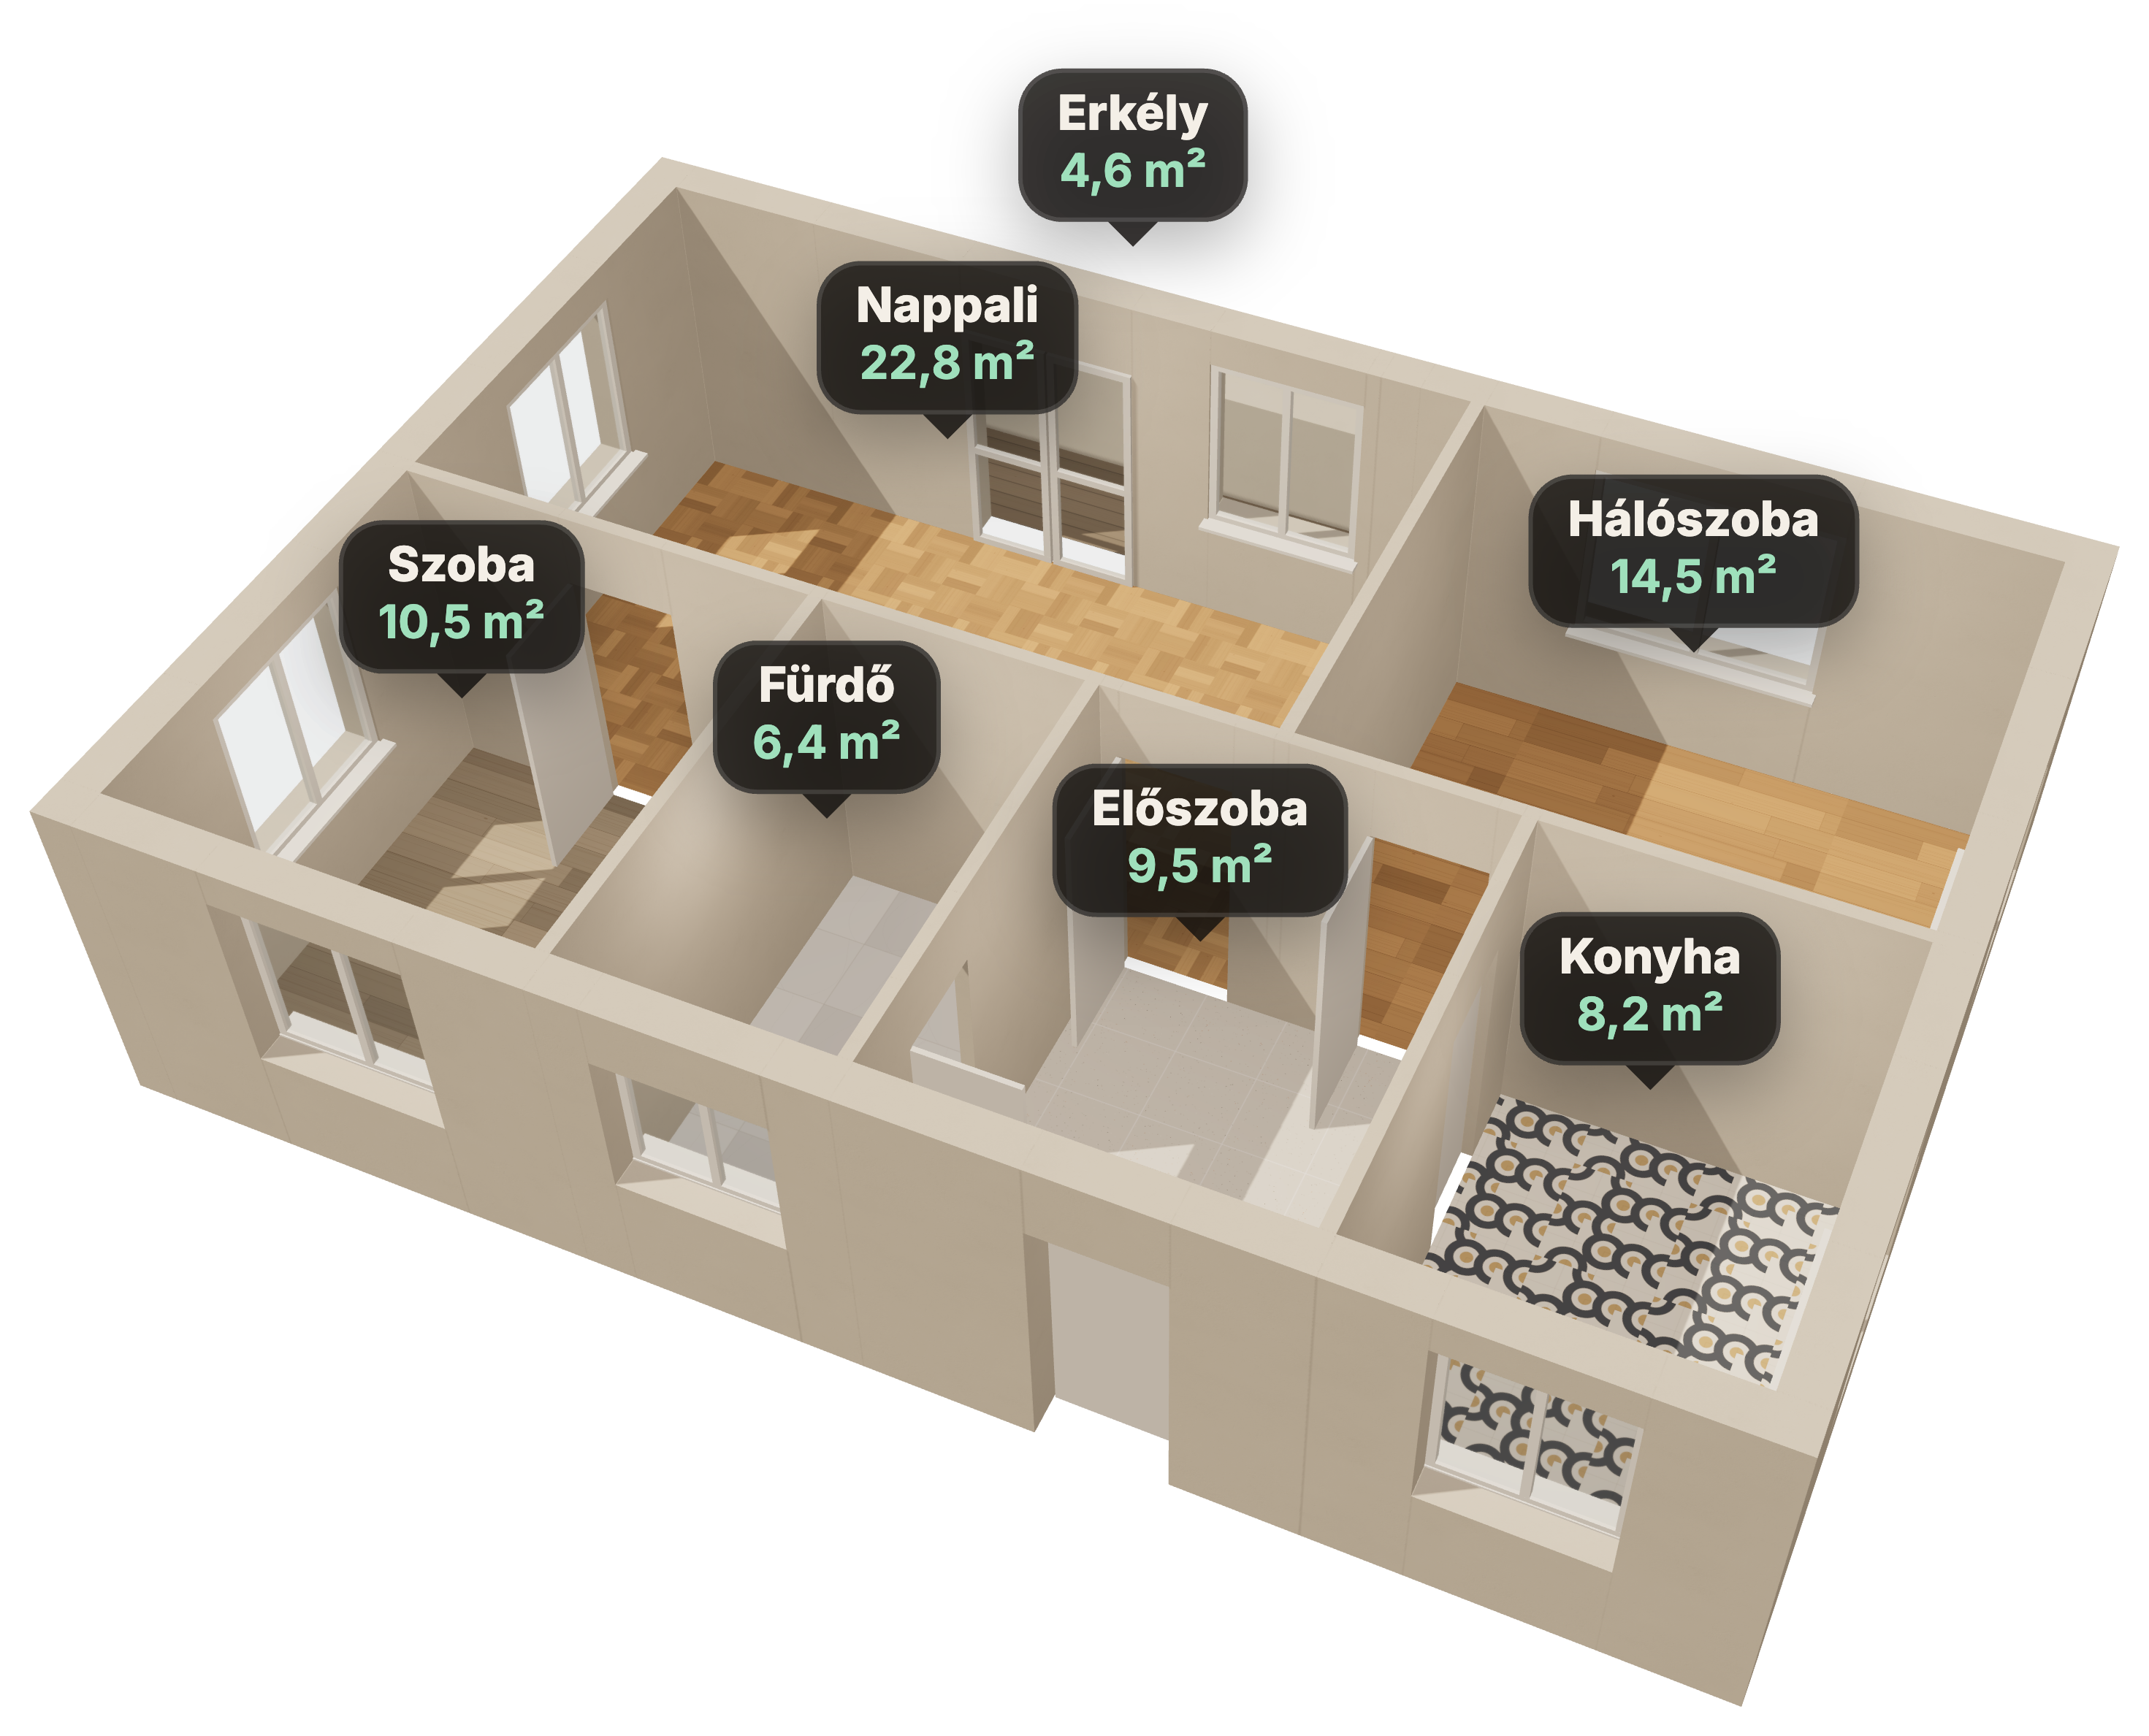 Erkély
4,6 m²
Nappali
22,8 m²
Hálószoba
14,5 m²
Szoba
10,5 m²
Fürdő
6,4 m²
Előszoba
9,5 m²
Konyha
8,2 m²